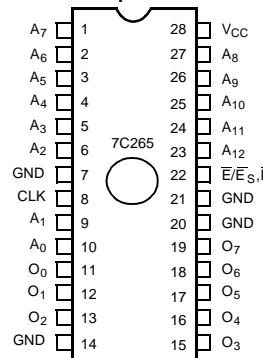 A7 1 28 VCC
A6 2 27 A8
A5 3 26 A9
A4 4 25 A10
A3 5 24 A11
A2 6 7C265 23 A12
GND 7 22 E/ES,
CLK 8 21 GND
A1 9 20 GND
A0 10 19 O7
O0 11 18 O6
O1 12 17 O5
O2 13 16 O4
GND 14 15 O3